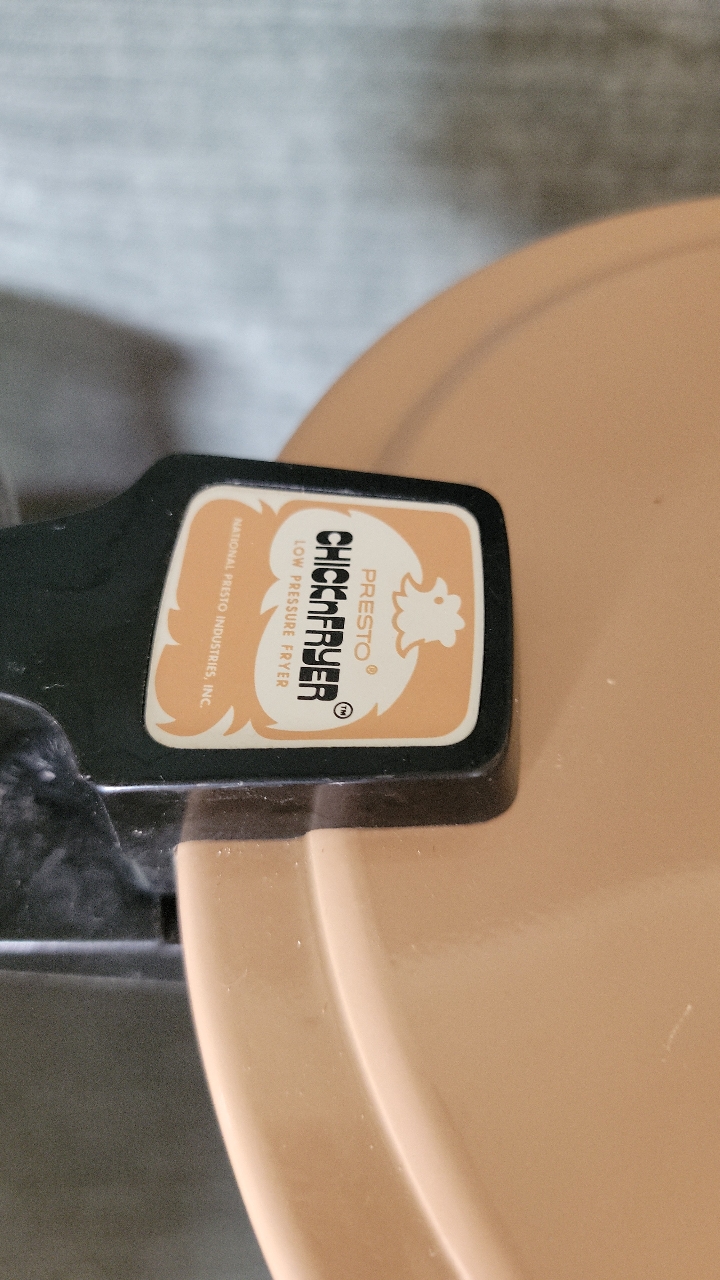 PRESTO®
CHICKnFRYER™
LOW PRESSURE FRYER
NATIONAL PRESTO INDUSTRIES, INC.